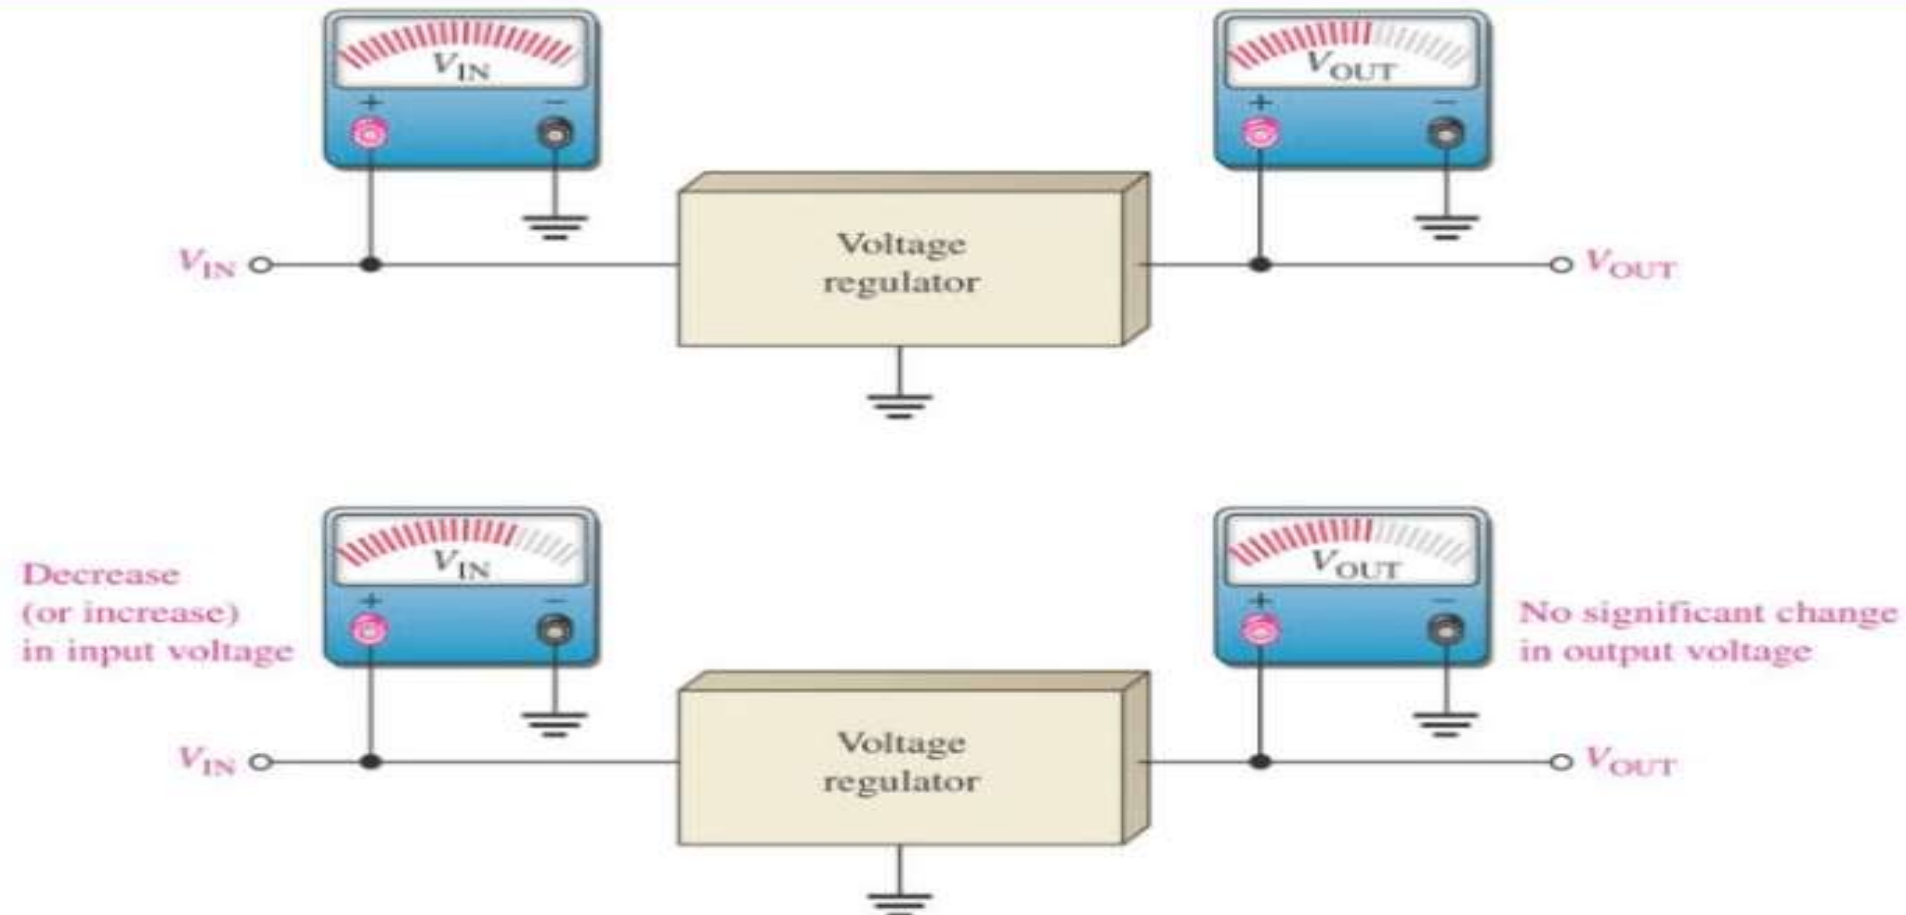 VIN
VOUT
+ −
+ −
Voltage
regulator
VIN
VOUT
VIN
VOUT
Decrease
(or increase)
in input voltage
+ −
+ −
No significant change
in output voltage
Voltage
regulator
VIN
VOUT